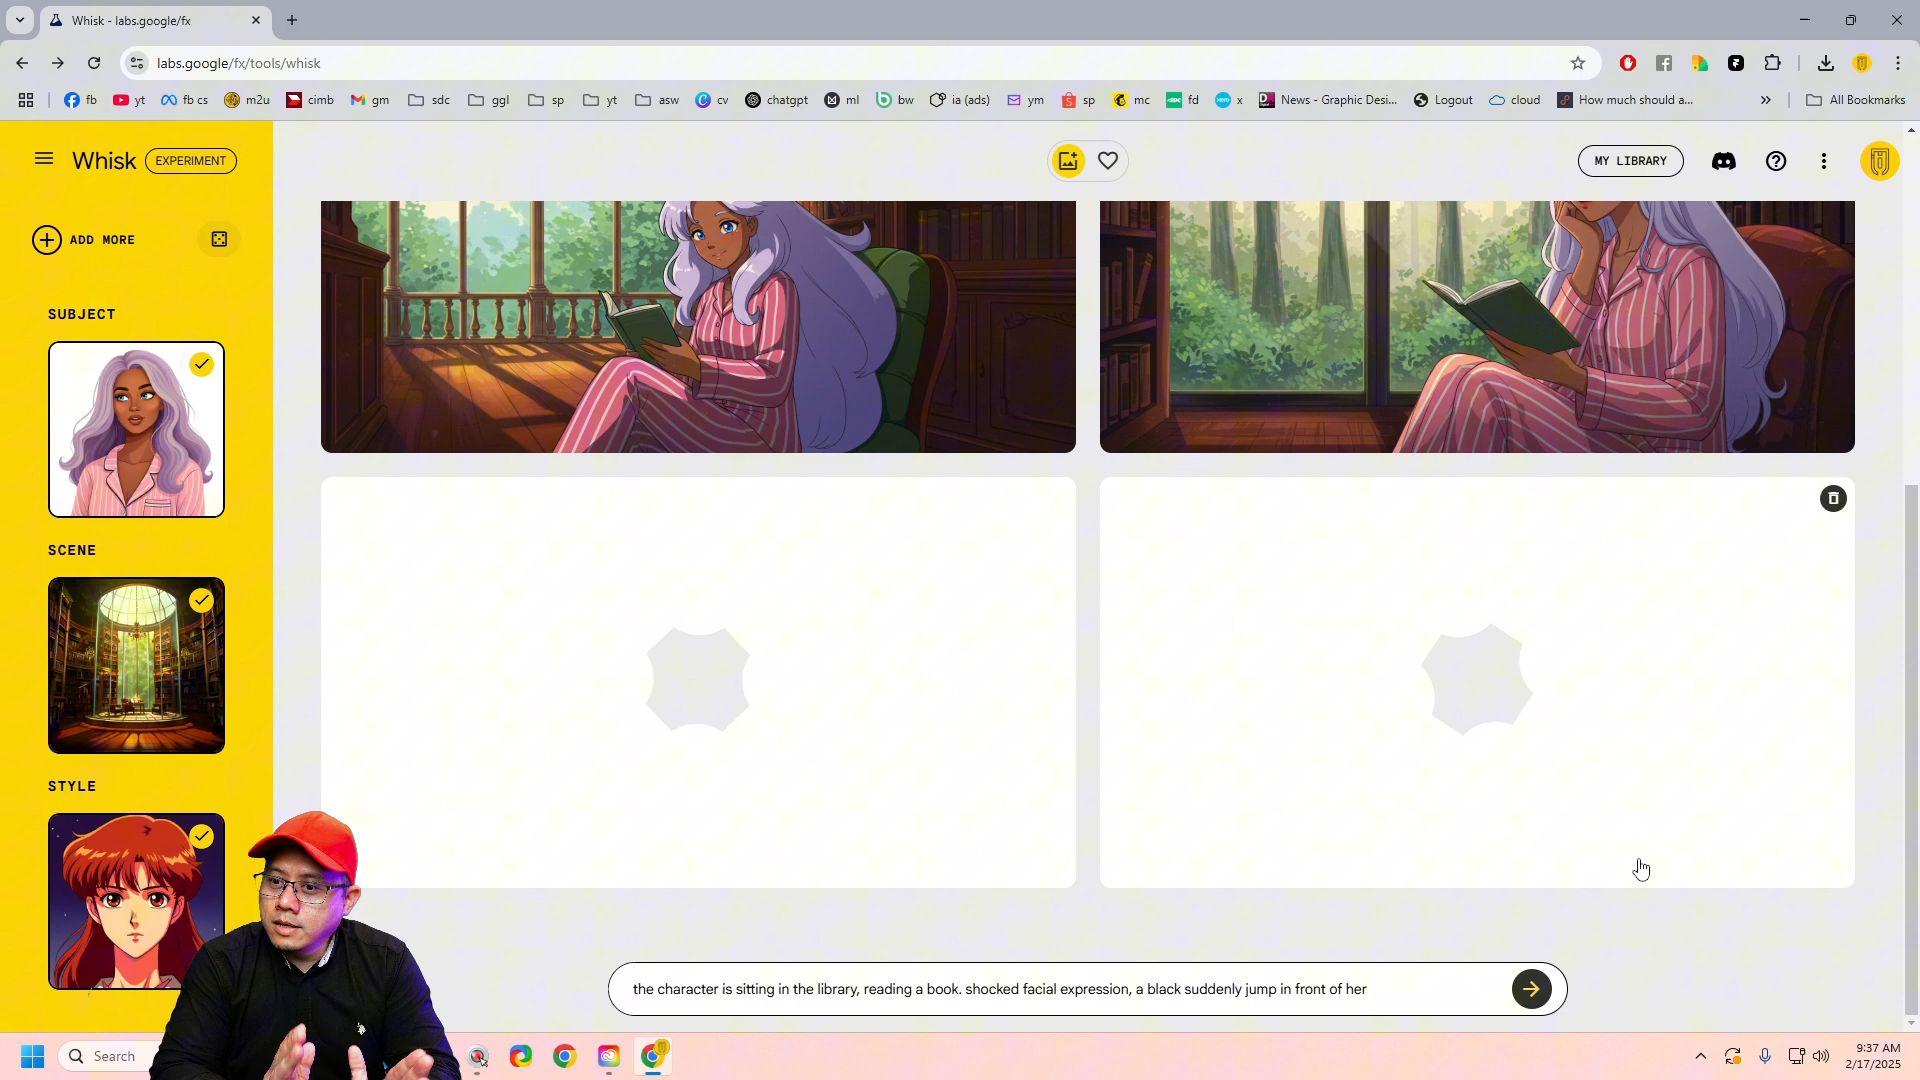 Whisk - labs.google/fx
labs.google/fx/tools/whisk
fb
yt
fb cs
m2u
cimb
gm
sdc
ggl
sp
yt
asw
cv
chatgpt
ml
bw
ia (ads)
ym
sp
mc
fd
x
News - Graphic Desi...
Logout
cloud
How much should a...
All Bookmarks
Whisk
EXPERIMENT
MY LIBRARY
ADD MORE
SUBJECT
SCENE
STYLE
the character is sitting in the library, reading a book. shocked facial expression, a black suddenly jump in front of her
Search
9:37 AM
2/17/2025